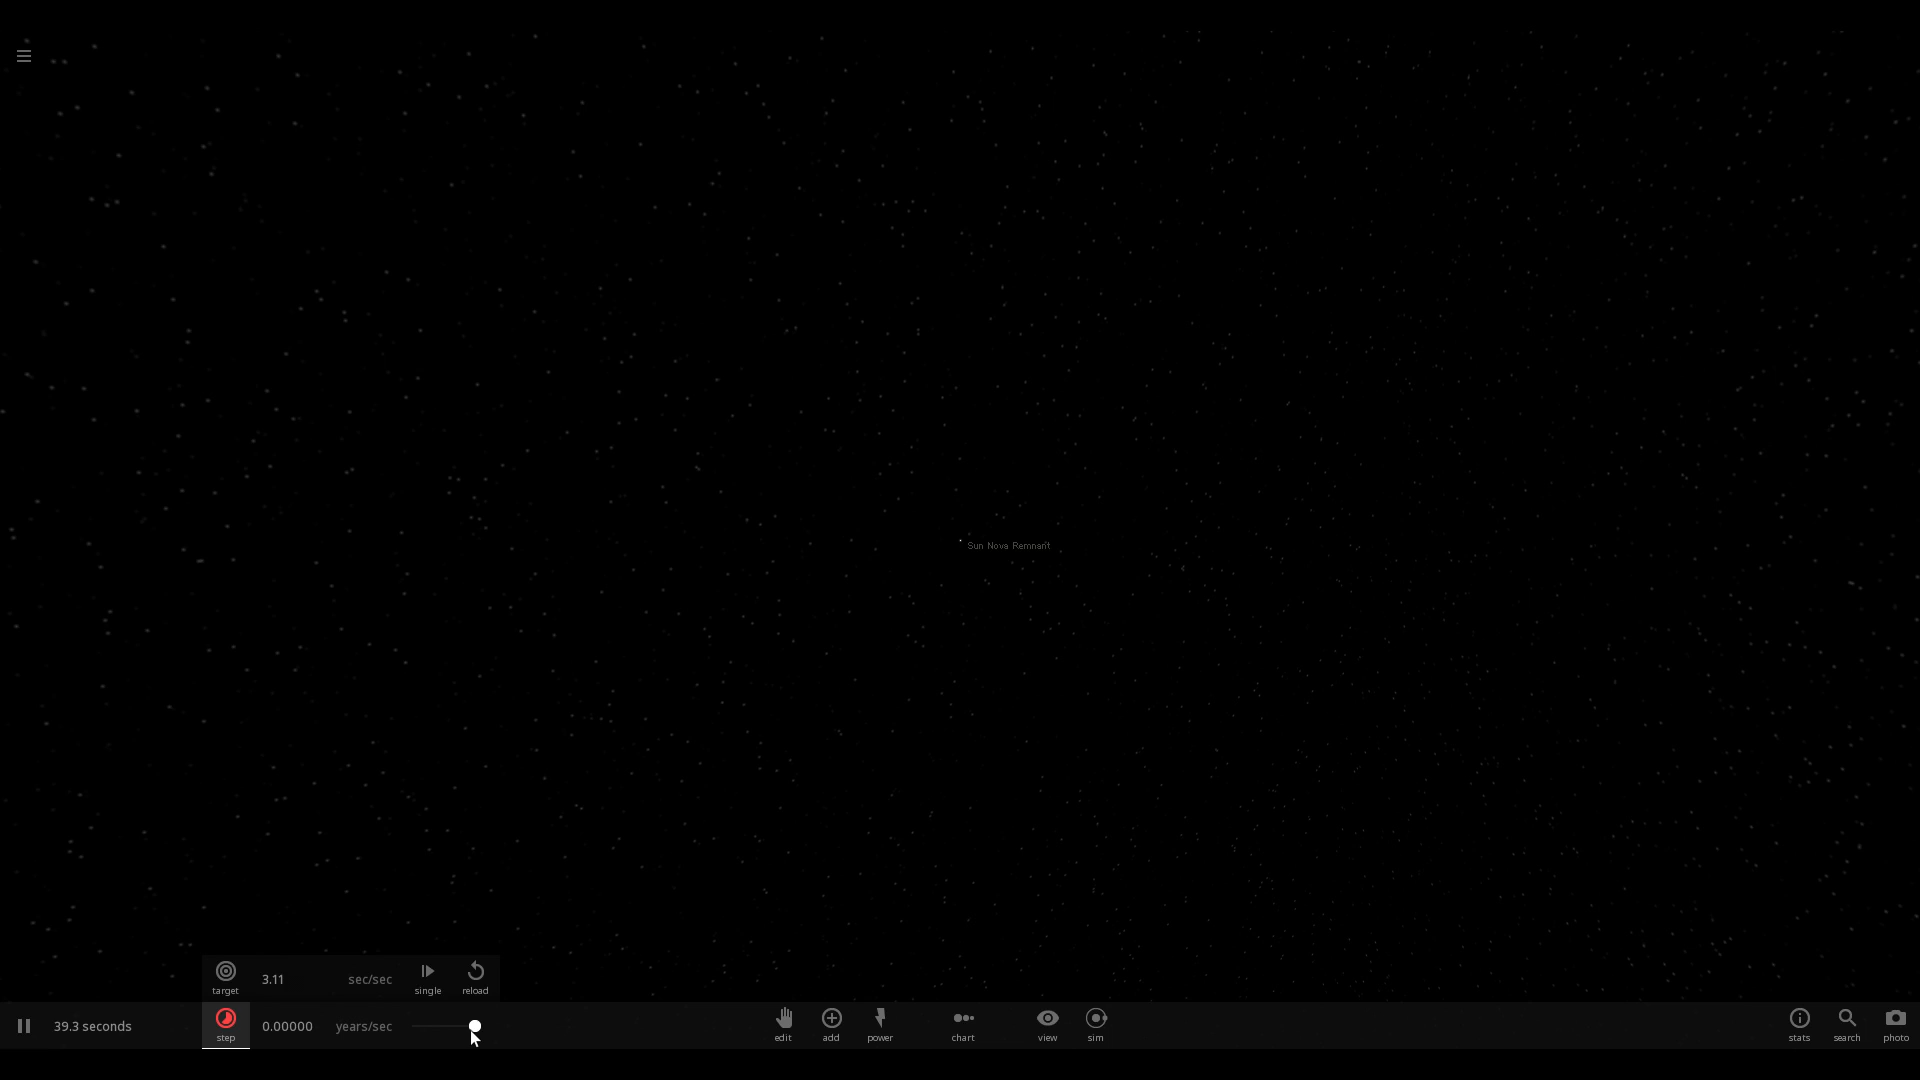 Sun Nova Remnant
target 3.11 sec/sec single reload
39.3 seconds step 0.00000 years/sec edit add power chart view sim stats search photo